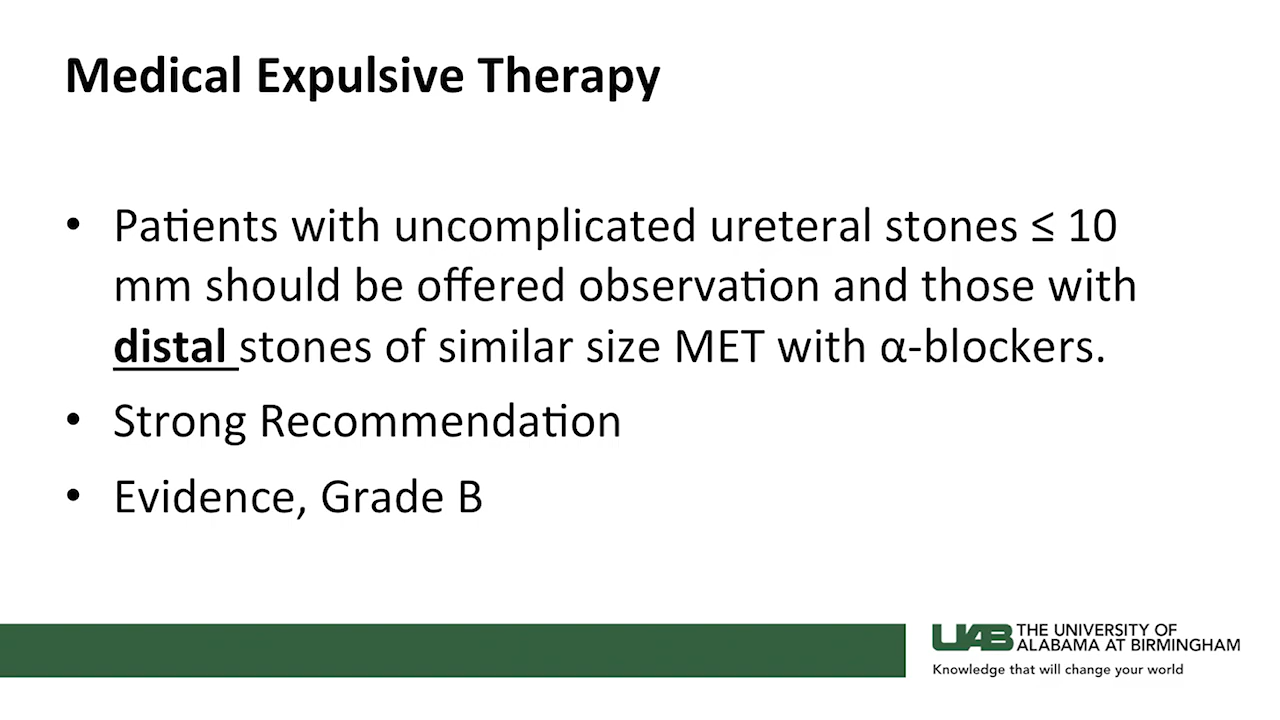 Medical Expulsive Therapy
• Patients with uncomplicated ureteral stones ≤ 10
mm should be offered observation and those with
distal stones of similar size MET with α-blockers.
• Strong Recommendation
• Evidence, Grade B
UAB THE UNIVERSITY OF
ALABAMA AT BIRMINGHAM
Knowledge that will change your world